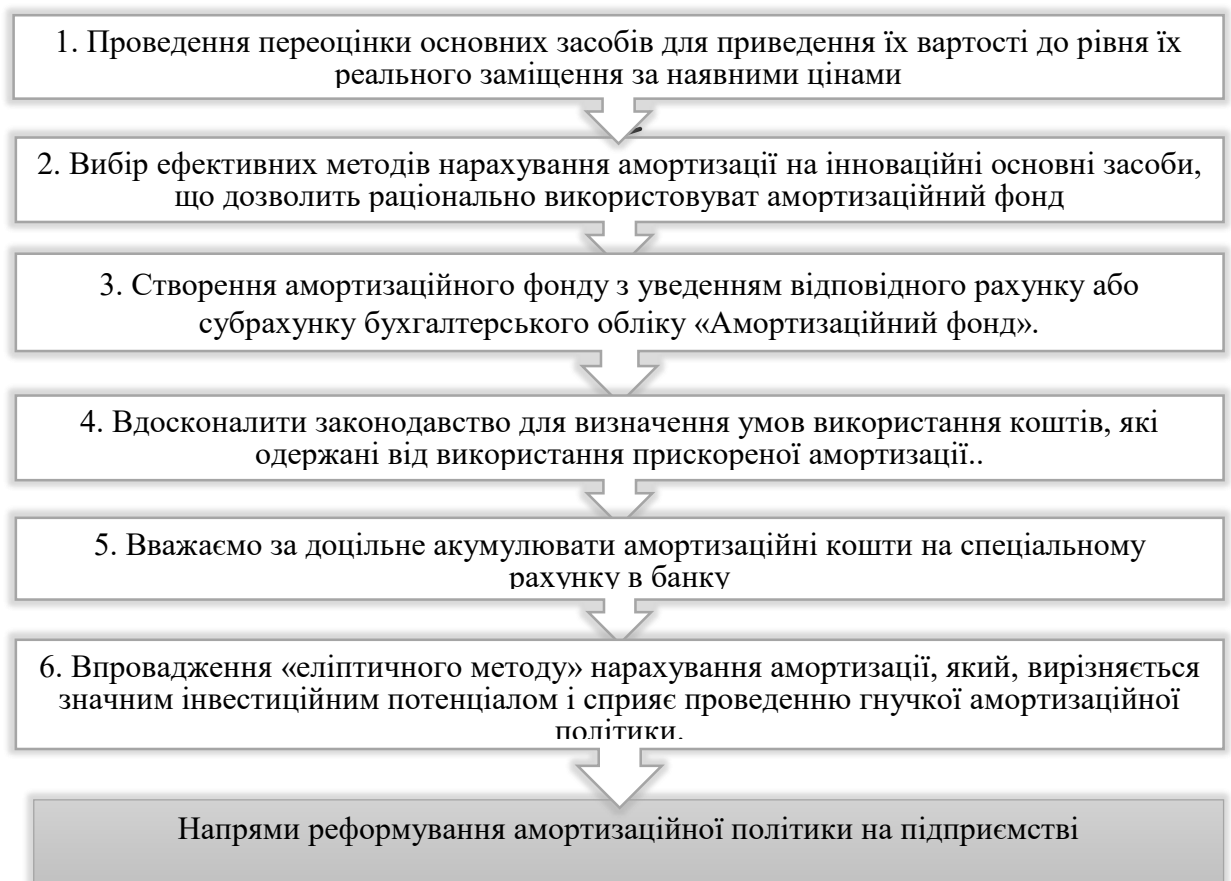 1. Проведення переоцінки основних засобів для приведення їх вартості до рівня їх
реального заміщення за наявними цінами
2. Вибір ефективних методів нарахування амортизації на інноваційні основні засоби,
що дозволить раціонально використовуват амортизаційний фонд
3. Створення амортизаційного фонду з уведенням відповідного рахунку або
субрахунку бухгалтерського обліку «Амортизаційний фонд».
4. Вдосконалити законодавство для визначення умов використання коштів, які
одержані від використання прискореної амортизації..
5. Вважаємо за доцільне акумулювати амортизаційні кошти на спеціальному
рахунку в банку
6. Впровадження «еліптичного методу» нарахування амортизації, який, вирізняється
значним інвестиційним потенціалом і сприяє проведенню гнучкої амортизаційної
політики.
Напрями реформування амортизаційної політики на підприємстві